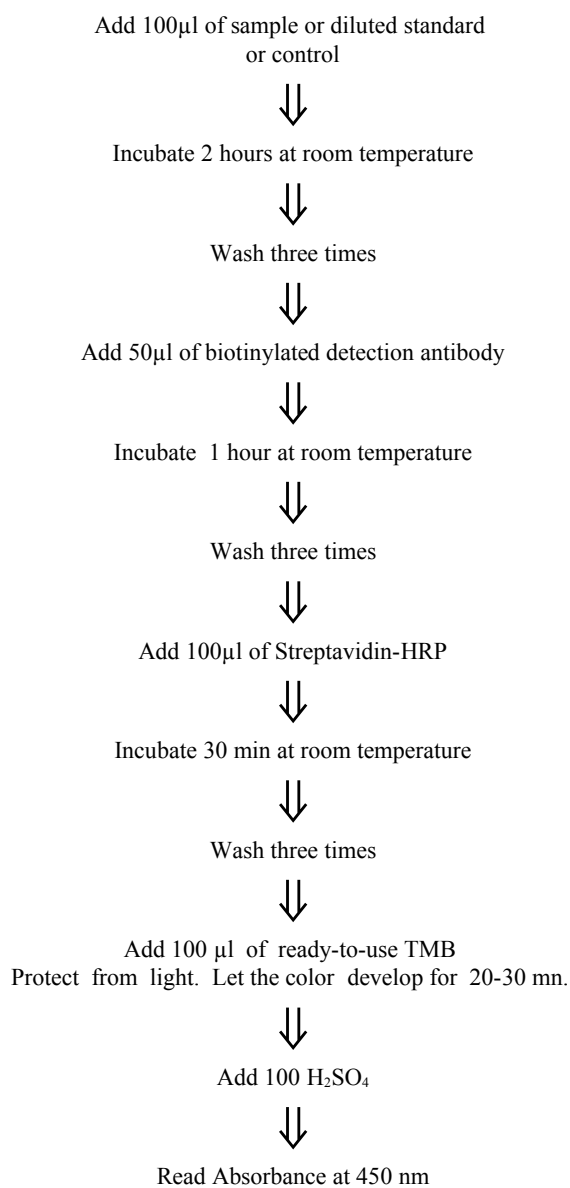 Add 100µl of sample or diluted standard
or control
Incubate 2 hours at room temperature
Wash three times
Add 50µl of biotinylated detection antibody
Incubate 1 hour at room temperature
Wash three times
Add 100µl of Streptavidin-HRP
Incubate 30 min at room temperature
Wash three times
Add 100 µl of ready-to-use TMB
Protect from light. Let the color develop for 20-30 mn.
Add 100 H₂SO₄
Read Absorbance at 450 nm